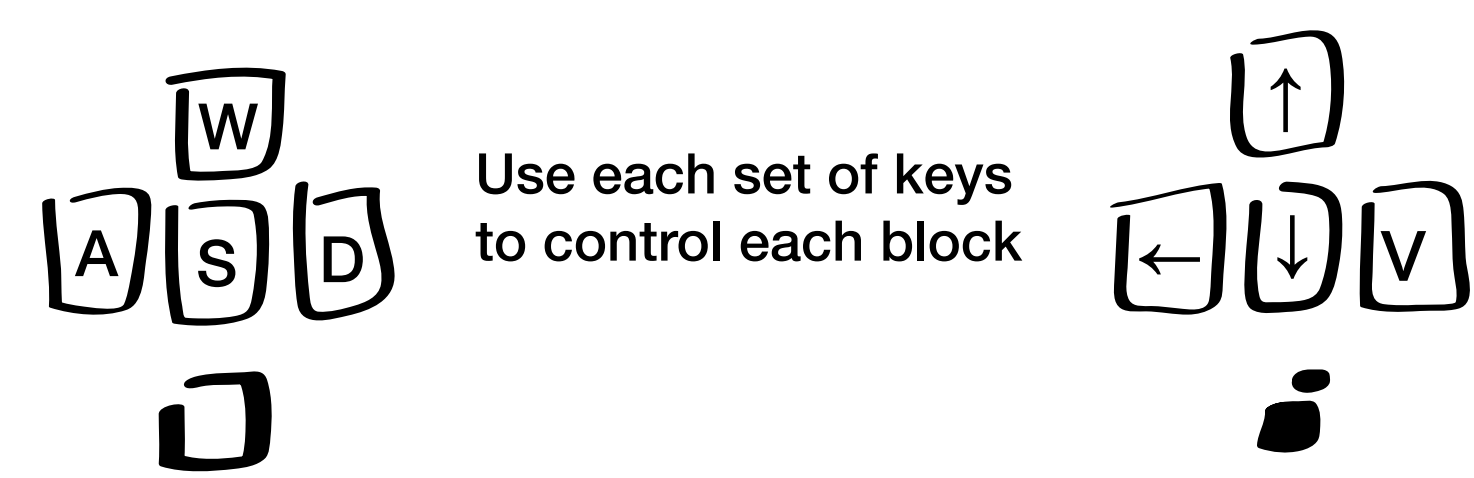 W
A S D
Use each set of keys
to control each block
↑
← ↓ V